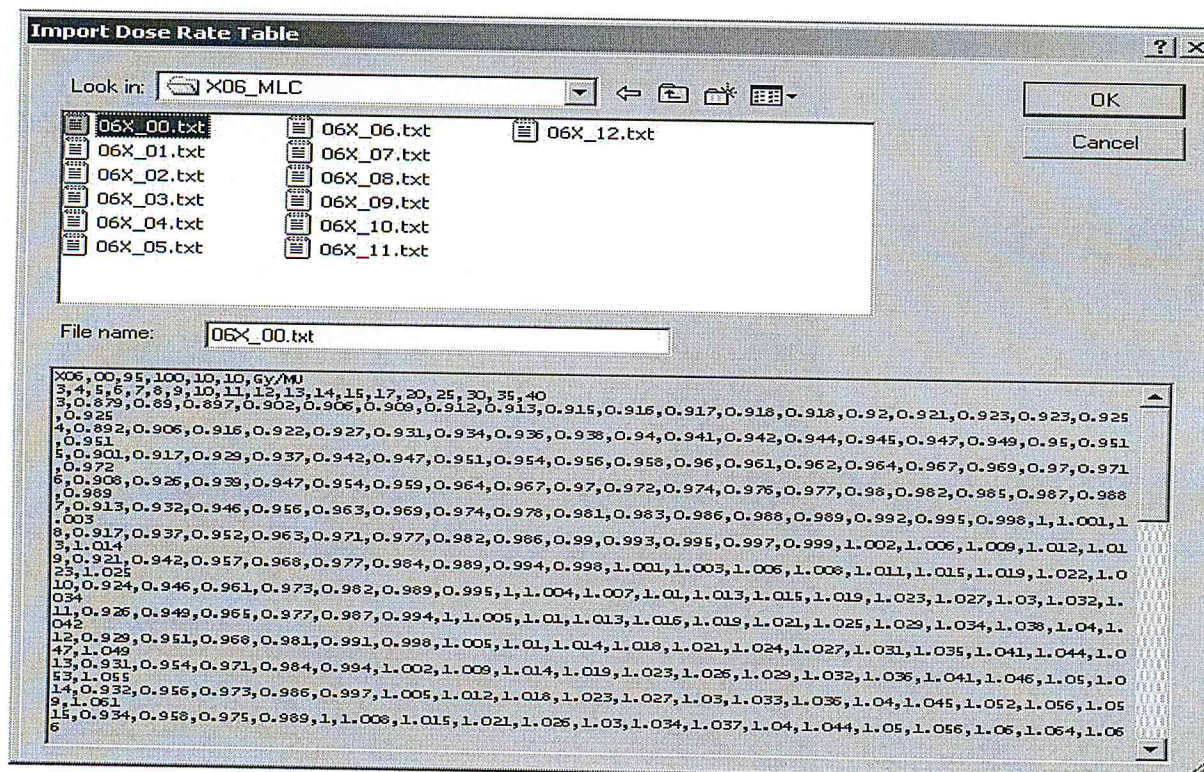 Import Dose Rate Table
Look in: X06_MLC
OK
Cancel
06X_00.txt
06X_01.txt
06X_02.txt
06X_03.txt
06X_04.txt
06X_05.txt
06X_06.txt
06X_07.txt
06X_08.txt
06X_09.txt
06X_10.txt
06X_11.txt
06X_12.txt
File name: 06X_00.txt
X06,00,95,100,10,10,Gy/MU
3,4,5,6,7,8,9,10,11,12,13,14,15,17,20,25,30,35,40
3,0.879,0.89,0.897,0.902,0.906,0.909,0.912,0.913,0.915,0.916,0.917,0.918,0.918,0.92,0.921,0.923,0.923,0.925
,0.925
4,0.892,0.906,0.916,0.922,0.927,0.931,0.934,0.936,0.938,0.94,0.941,0.942,0.944,0.945,0.947,0.949,0.95,0.951
,0.951
5,0.901,0.917,0.929,0.937,0.942,0.947,0.951,0.954,0.956,0.958,0.96,0.961,0.962,0.964,0.967,0.969,0.97,0.971
,0.972
6,0.908,0.926,0.939,0.947,0.954,0.959,0.964,0.967,0.97,0.972,0.974,0.976,0.977,0.98,0.982,0.985,0.987,0.988
,0.989
7,0.913,0.932,0.946,0.956,0.963,0.969,0.974,0.978,0.981,0.983,0.986,0.988,0.989,0.992,0.995,0.998,1,1.001,1
.003
8,0.917,0.937,0.952,0.963,0.971,0.977,0.982,0.986,0.99,0.993,0.995,0.997,0.999,1.002,1.006,1.009,1.012,1.01
3,1.014
9,0.921,0.942,0.957,0.968,0.977,0.984,0.989,0.994,0.998,1.001,1.003,1.006,1.008,1.011,1.015,1.019,1.022,1.0
23,1.025
10,0.924,0.946,0.961,0.973,0.982,0.989,0.995,1,1.004,1.007,1.01,1.013,1.015,1.019,1.023,1.027,1.03,1.032,1.
034
11,0.926,0.949,0.965,0.977,0.987,0.994,1,1.005,1.01,1.013,1.016,1.019,1.021,1.025,1.029,1.034,1.038,1.04,1.
042
12,0.929,0.951,0.968,0.981,0.991,0.998,1.005,1.01,1.014,1.018,1.021,1.024,1.027,1.031,1.035,1.041,1.044,1.0
47,1.049
13,0.931,0.954,0.971,0.984,0.994,1.002,1.009,1.014,1.019,1.023,1.026,1.029,1.032,1.036,1.041,1.046,1.05,1.0
53,1.055
14,0.932,0.956,0.973,0.986,0.997,1.005,1.012,1.018,1.023,1.027,1.03,1.033,1.036,1.04,1.045,1.052,1.056,1.05
9,1.061
15,0.934,0.958,0.975,0.989,1,1.008,1.015,1.021,1.026,1.03,1.034,1.037,1.04,1.044,1.05,1.056,1.06,1.064,1.06
6